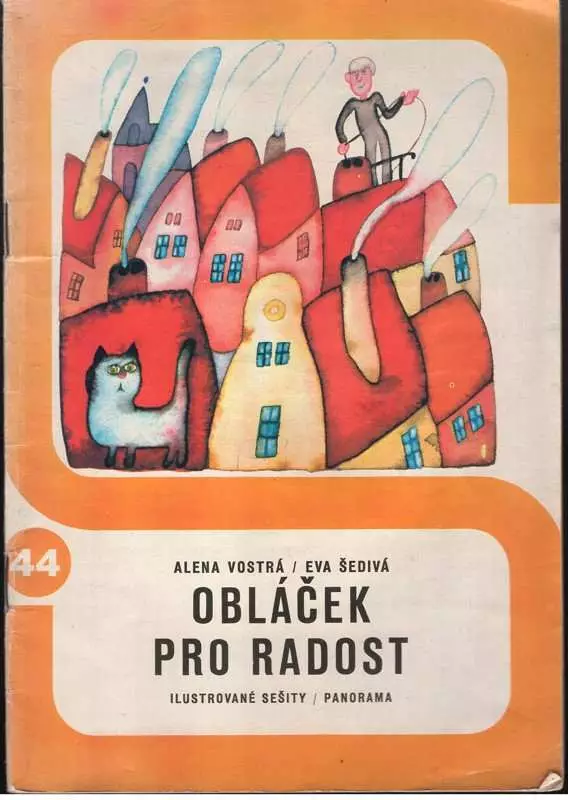 44
ALENA VOSTRÁ / EVA ŠEDIVÁ
OBLÁČEK
PRO RADOST
ILUSTROVANÉ SEŠITY / PANORAMA